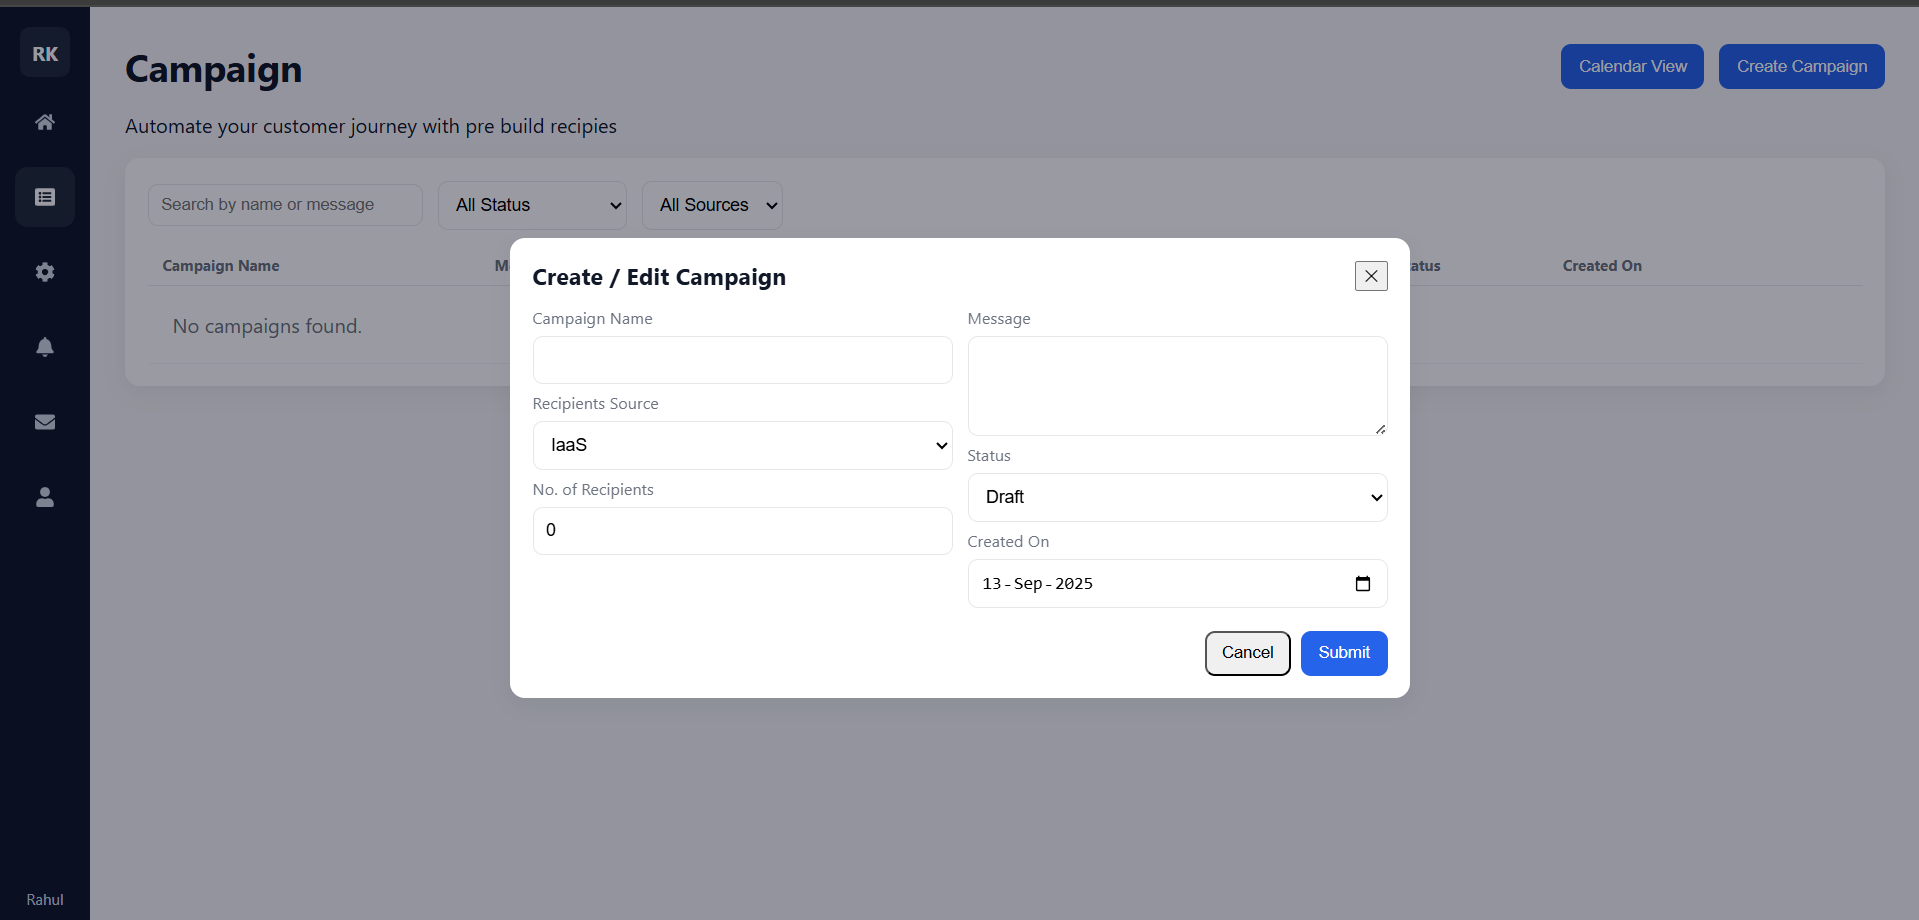 RK
Campaign
Calendar View
Create Campaign
Automate your customer journey with pre build recipies
Search by name or message
All Status
All Sources
Campaign Name
Created On
No campaigns found.
Create / Edit Campaign
Campaign Name
Message
Recipients Source
IaaS
Status
No. of Recipients
Draft
0
Created On
13-Sep-2025
Cancel
Submit
Rahul